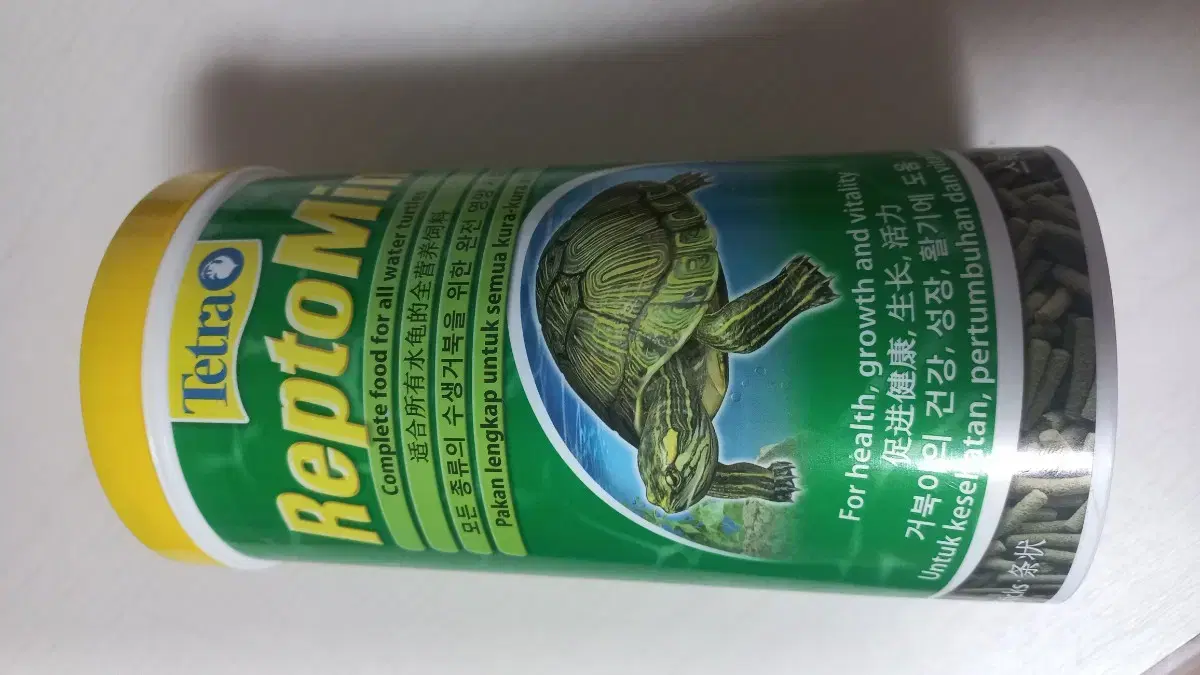 Tetra
ReptoMin
Complete food for all water turtles
适合所有水龟的全营养饲料
모든 종류의 수생거북을 위한 완전 영양
Pakan lengkap untuk semua kura-kura
For health, growth and vitality
促进健康, 生长, 活力
거북이의 건강, 성장, 활기에 도움
Untuk kesehatan, pertumbuhan dan
条状